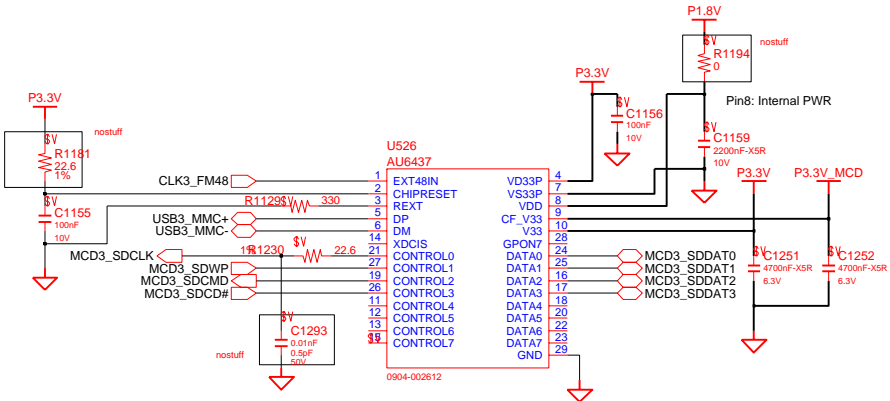 P1.8V
$V
nostuff
R1194
0
P3.3V
Pin8: Internal PWR
$V
C1156
100nF
10V
$V
C1159
2200nF-X5R
10V
P3.3V
nostuff
$V
R1181
22.6
1%
$V
C1155
100nF
10V
U526
AU6437
P3.3V
P3.3V_MCD
CLK3_FM48
1
EXT48IN
VD33P
4
2
CHIPRESET
VS33P
7
R1129
$V
330
3
REXT
VDD
8
USB3_MMC+
5
DP
CF_V33
9
USB3_MMC-
6
DM
V33
10
14
XDCIS
GPON7
28
MCD3_SDCLK
1%
R1230
$V
22.6
21
CONTROL0
DATA0
24
MCD3_SDDAT0
MCD3_SDWP
27
CONTROL1
DATA1
25
MCD3_SDDAT1
MCD3_SDCMD
19
CONTROL2
DATA2
16
MCD3_SDDAT2
MCD3_SDCD#
26
CONTROL3
DATA3
17
MCD3_SDDAT3
11
CONTROL4
DATA4
18
12
CONTROL5
DATA5
20
13
CONTROL6
DATA6
22
15
CONTROL7
DATA7
23
GND
29
$V
C1251
4700nF-X5R
6.3V
$V
C1252
4700nF-X5R
6.3V
$V
C1293
0.01nF
0.5pF
50V
nostuff
0904-002612